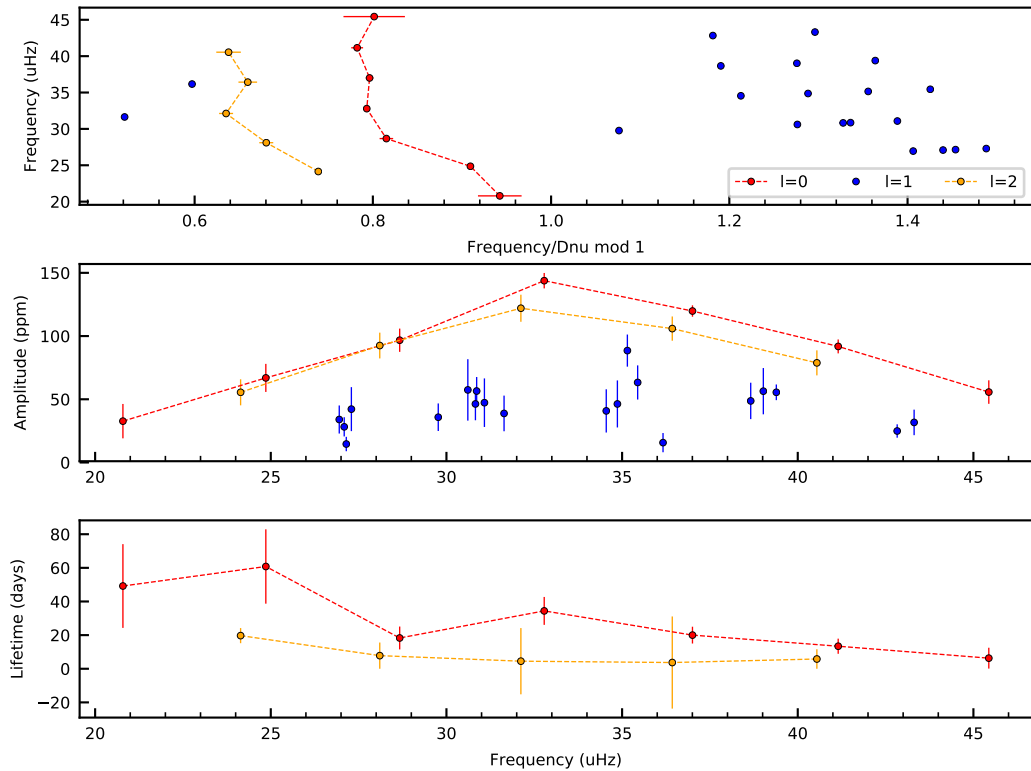 45
40
35
30
25
20
Frequency (uHz)
0.6 0.8 1.0 1.2 1.4
Frequency/Dnu mod 1
l=0 l=1 l=2
150
100
50
0
Amplitude (ppm)
20 25 30 35 40 45
80
60
40
20
0
−20
Lifetime (days)
20 25 30 35 40 45
Frequency (uHz)